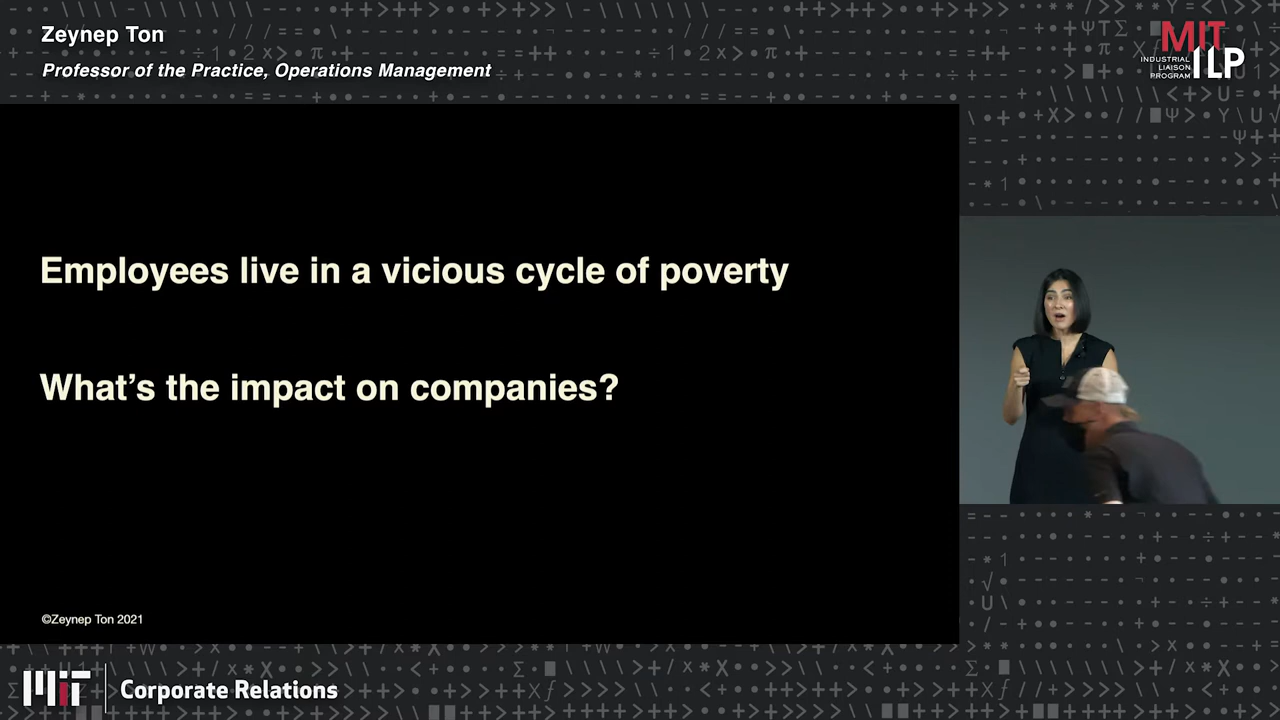 Zeynep Ton
Professor of the Practice, Operations Management
MIT
INDUSTRIAL
LIAISON
PROGRAM
ILP
Employees live in a vicious cycle of poverty
What's the impact on companies?
©Zeynep Ton 2021
MIT
Corporate Relations